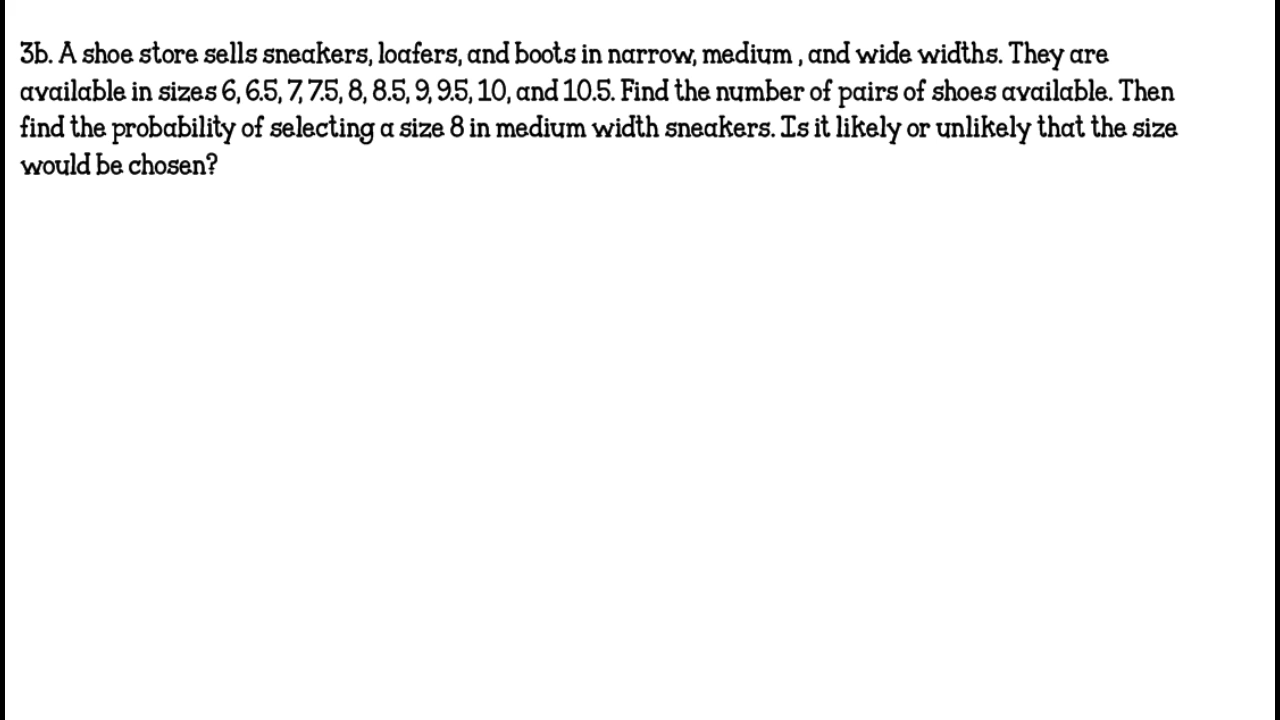 3b. A shoe store sells sneakers, loafers, and boots in narrow, medium , and wide widths. They are
available in sizes 6, 6.5, 7, 7.5, 8, 8.5, 9, 9.5, 10, and 10.5. Find the number of pairs of shoes available. Then
find the probability of selecting a size 8 in medium width sneakers. Is it likely or unlikely that the size
would be chosen?